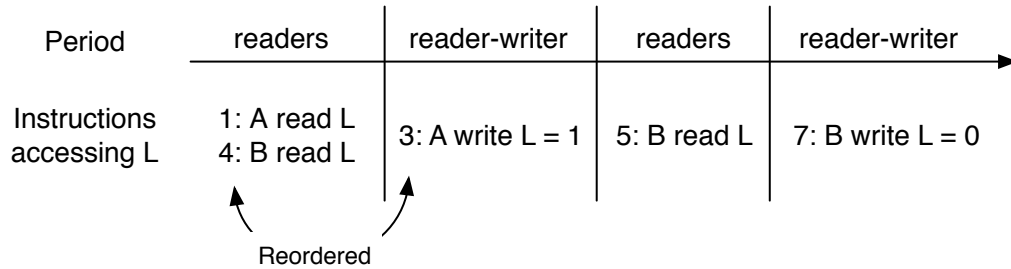 Period readers reader-writer readers reader-writer
Instructions accessing L
1: A read L
4: B read L
3: A write L = 1
5: B read L
7: B write L = 0
Reordered